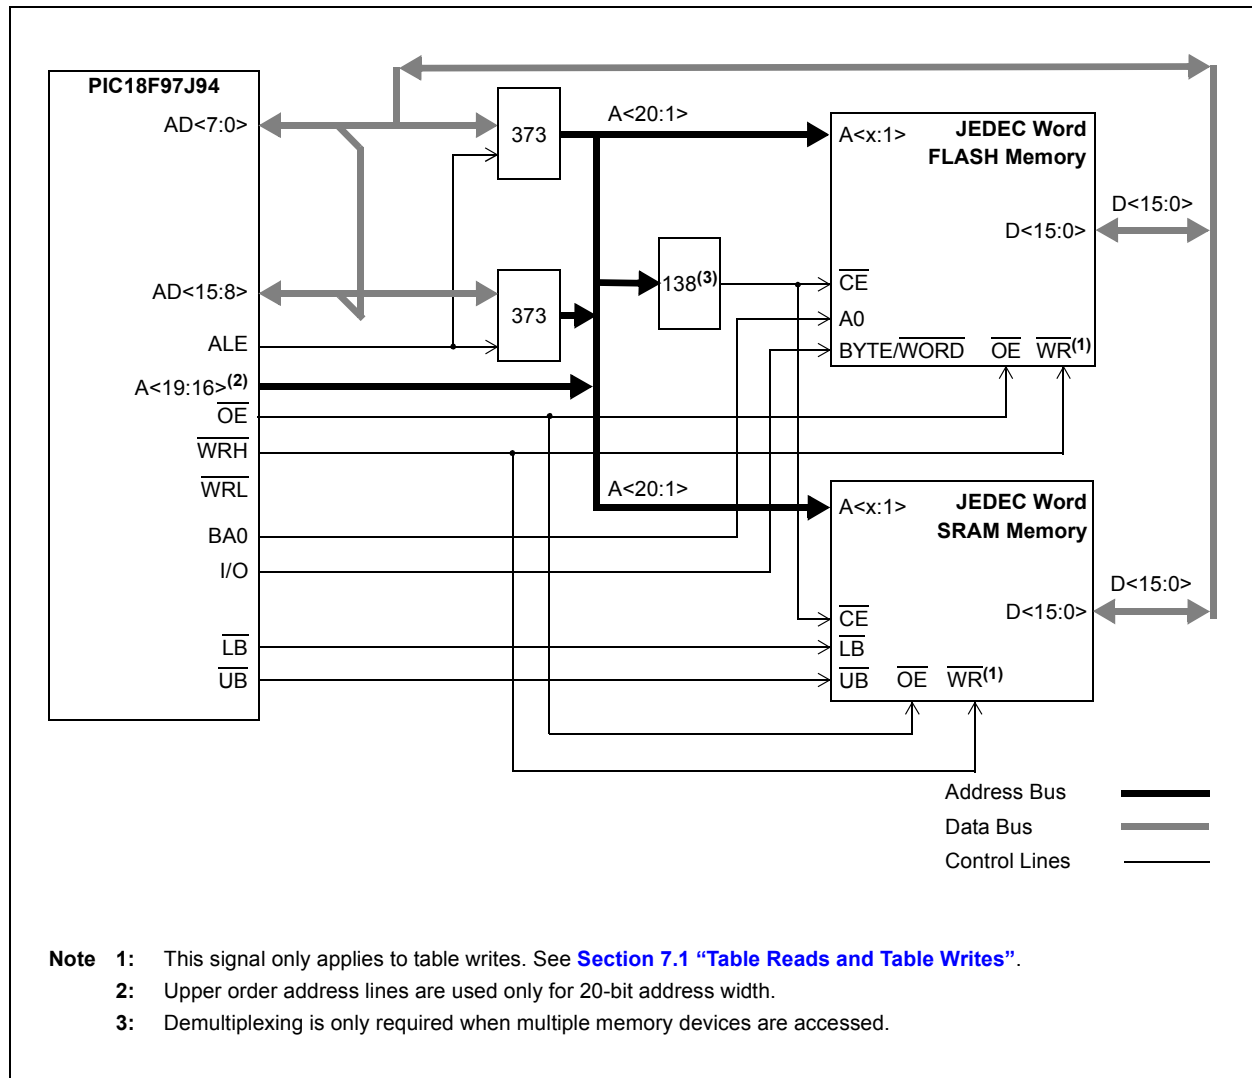 PIC18F97J94
AD<7:0>
373
A<20:1>
A<x:1>
JEDEC Word
FLASH Memory
D<15:0>
D<15:0>
AD<15:8>
373
138(3)
CE
A0
ALE
BYTE/WORD OE WR(1)
A<19:16>(2)
OE
WRH
WRL
A<20:1>
A<x:1>
JEDEC Word
SRAM Memory
BA0
I/O
D<15:0>
D<15:0>
CE
LB
LB
UB
UB OE WR(1)
Address Bus
Data Bus
Control Lines
Note 1: This signal only applies to table writes. See Section 7.1 “Table Reads and Table Writes”.
2: Upper order address lines are used only for 20-bit address width.
3: Demultiplexing is only required when multiple memory devices are accessed.